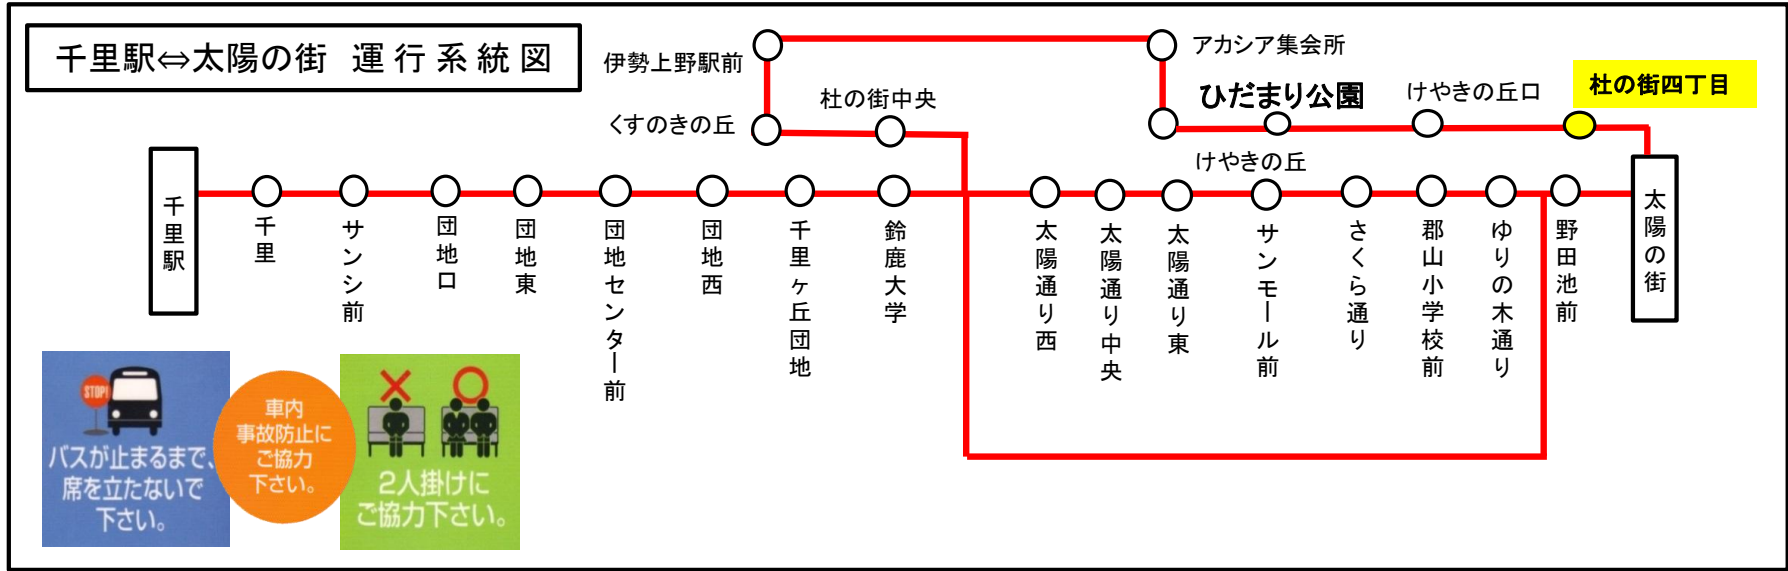 千里駅⇔太陽の街 運行系統図
伊勢上野駅前
アカシア集会所
杜の街中央
くすのきの丘
ひだまり公園
けやきの丘口
杜の街四丁目
けやきの丘
千里駅
千里
サンシ前
団地口
団地東
団地センター前
団地西
千里ヶ丘団地
鈴鹿大学
太陽通り西
太陽通り中央
太陽通り東
サンモール前
さくら通り
郡山小学校前
ゆりの木通り
野田池前
太陽の街
STOP!
バスが止まるまで、
席を立たないで
下さい。
車内
事故防止に
ご協力
下さい。
2人掛けに
ご協力下さい。